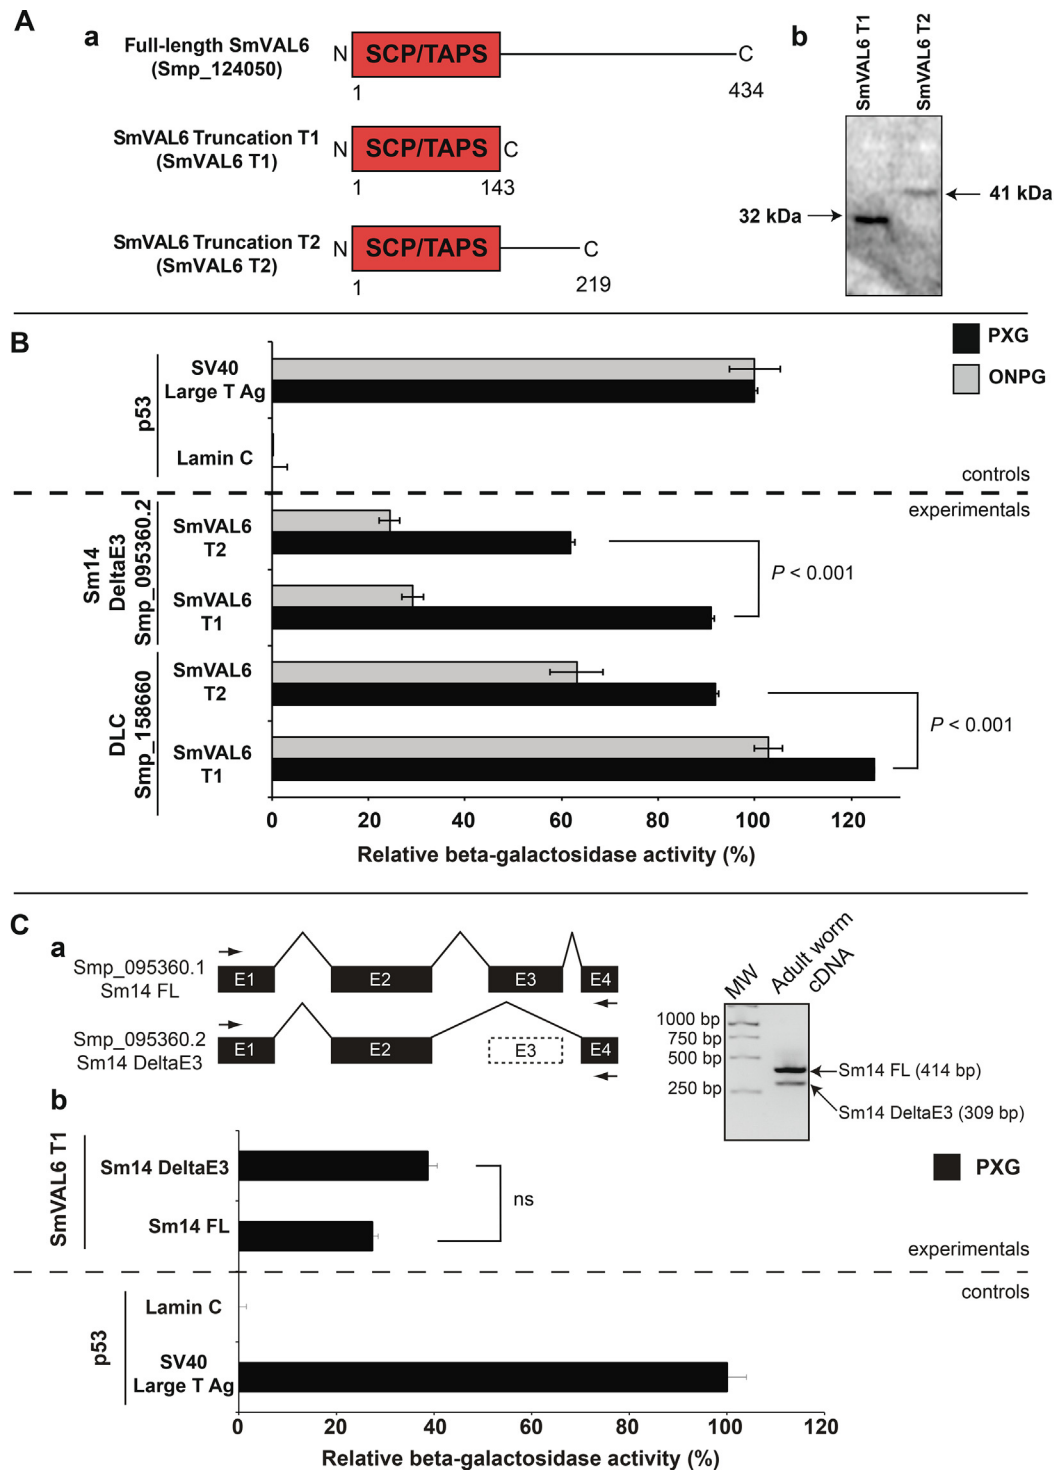 A
a
Full-length SmVAL6
(Smp_124050)
N
SCP/TAPS
C
1
434
SmVAL6 Truncation T1
(SmVAL6 T1)
N
SCP/TAPS
C
1
143
SmVAL6 Truncation T2
(SmVAL6 T2)
N
SCP/TAPS
C
1
219
b
SmVAL6 T1
SmVAL6 T2
32 kDa
41 kDa
B
PXG
ONPG
p53
SV40
Large T Ag
Lamin C
controls
experimentals
Sm14
DeltaE3
Smp_095360.2
SmVAL6
T2
SmVAL6
T1
P < 0.001
DLC
Smp_158660
SmVAL6
T2
SmVAL6
T1
P < 0.001
0 20 40 60 80 100 120
Relative beta-galactosidase activity (%)
C
a
Smp_095360.1
Sm14 FL
E1 E2 E3 E4
Smp_095360.2
Sm14 DeltaE3
E1 E2 E3 E4
MW
Adult worm
cDNA
1000 bp
750 bp
500 bp
250 bp
Sm14 FL (414 bp)
Sm14 DeltaE3 (309 bp)
b
PXG
SmVAL6 T1
Sm14 DeltaE3
Sm14 FL
ns
experimentals
controls
p53
Lamin C
SV40
Large T Ag
0 20 40 60 80 100 120
Relative beta-galactosidase activity (%)